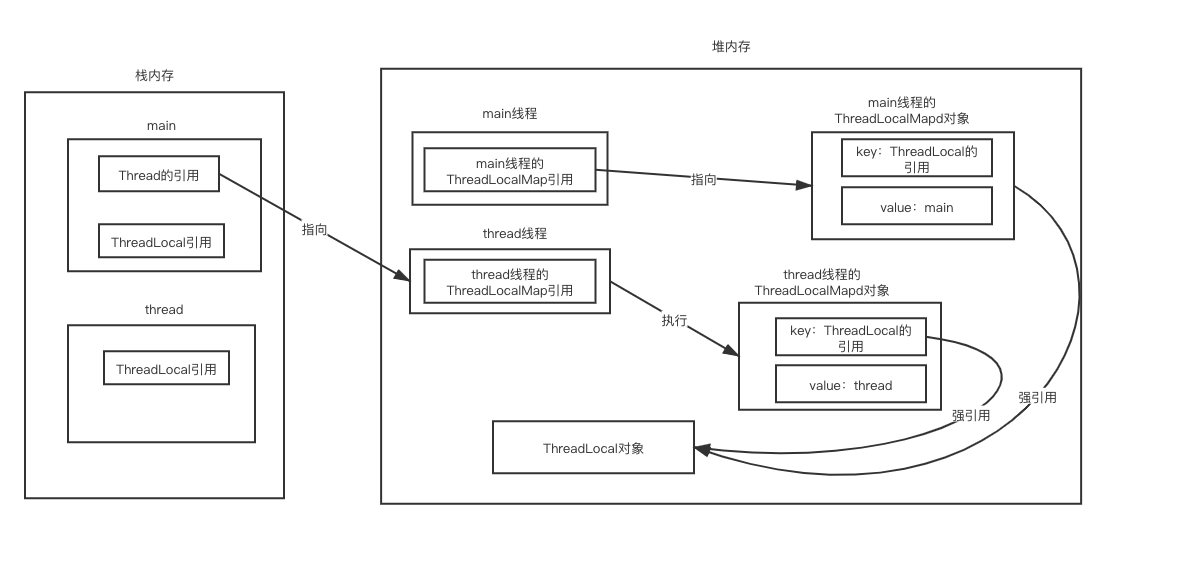 栈内存
main
Thread的引用
ThreadLocal引用
thread
ThreadLocal引用
指向
堆内存
main线程
main线程的
ThreadLocalMap引用
指向
main线程的
ThreadLocalMapd对象
key：ThreadLocal的
引用
value：main
thread线程
thread线程的
ThreadLocalMap引用
执行
thread线程的
ThreadLocalMapd对象
key：ThreadLocal的
引用
value：thread
强引用
强引用
ThreadLocal对象